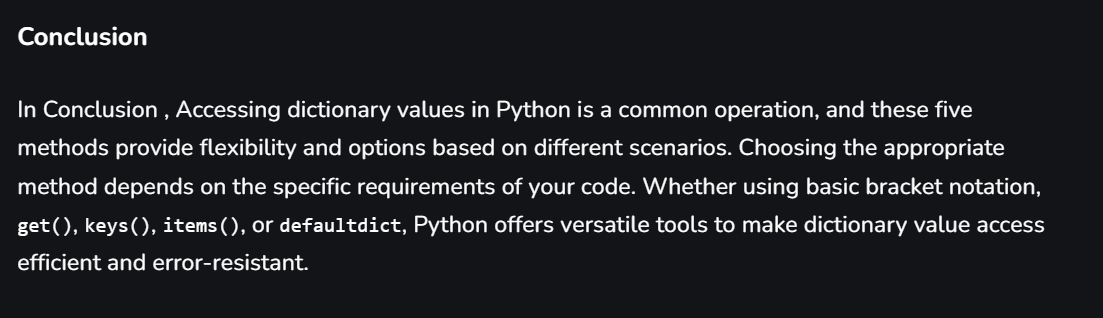 Conclusion
In Conclusion , Accessing dictionary values in Python is a common operation, and these five
methods provide flexibility and options based on different scenarios. Choosing the appropriate
method depends on the specific requirements of your code. Whether using basic bracket notation,
get(), keys(), items(), or defaultdict, Python offers versatile tools to make dictionary value access
efficient and error-resistant.